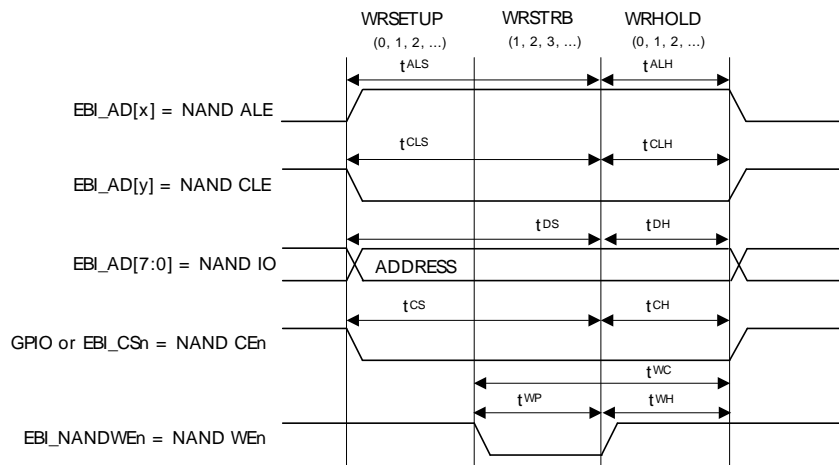 WRSETUP WRSTRB WRHOLD
(0, 1, 2, ...) (1, 2, 3, ...) (0, 1, 2, ...)
tALS tALH
EBI_AD[x] = NAND ALE
tCLS tCLH
EBI_AD[y] = NAND CLE
tDS tDH
EBI_AD[7:0] = NAND IO ADDRESS
tCS tCH
GPIO or EBI_CSn = NAND CEn
tWC
tWP tWH
EBI_NANDWEn = NAND WEn